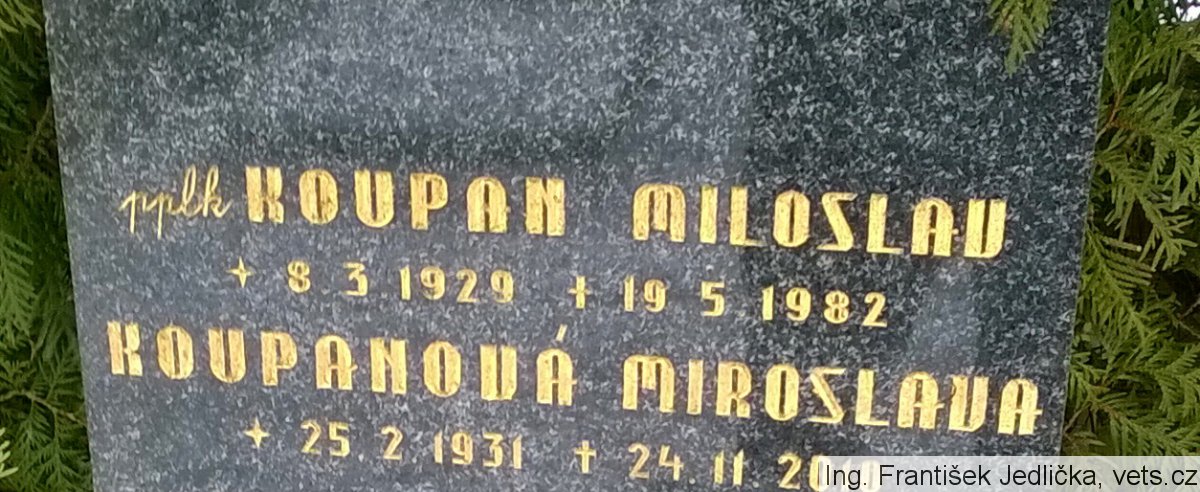 pplk KOUPAN MILOSLAV
8.3.1929 19.5.1982
KOUPANOVÁ MIROSLAVA
25.2.1931 24.11
Ing. František Jedlička, vets.cz